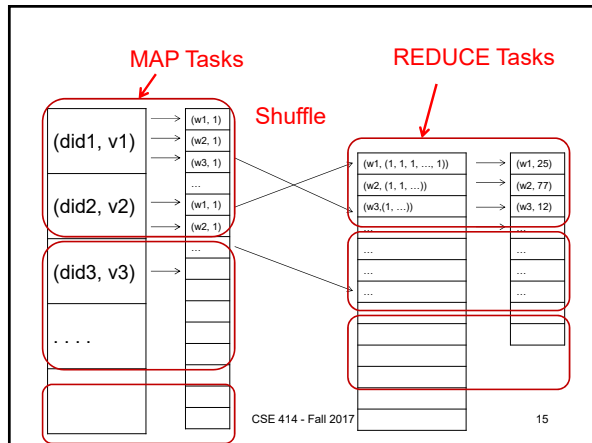 MAP Tasks
REDUCE Tasks
Shuffle
(did1, v1)
(did2, v2)
(did3, v3)
. . . .
(w1, 1)
(w2, 1)
(w3, 1)
...
(w1, 1)
(w2, 1)
...
(w1, (1, 1, 1, ..., 1))
(w2, (1, 1, ...))
(w3,(1, ...))
...
...
...
...
(w1, 25)
(w2, 77)
(w3, 12)
...
...
...
...
CSE 414 - Fall 2017
15